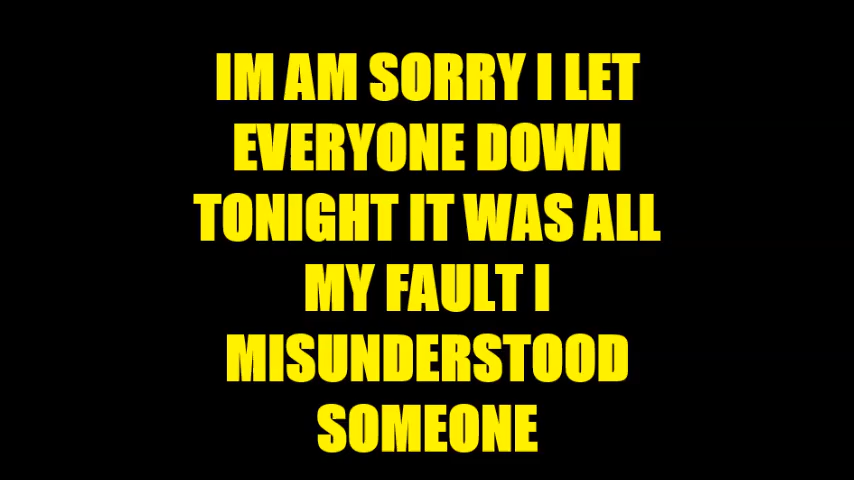 IM AM SORRY I LET
EVERYONE DOWN
TONIGHT IT WAS ALL
MY FAULT I
MISUNDERSTOOD
SOMEONE